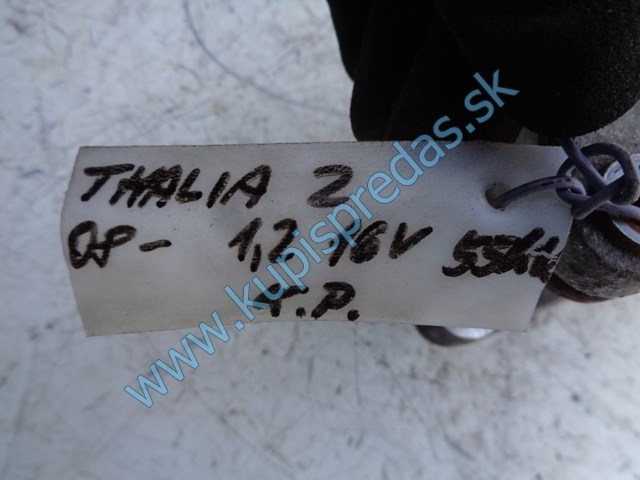 THALIA 2
08- 1,2 16V 55kW
T.P.
www.kupispredas.sk